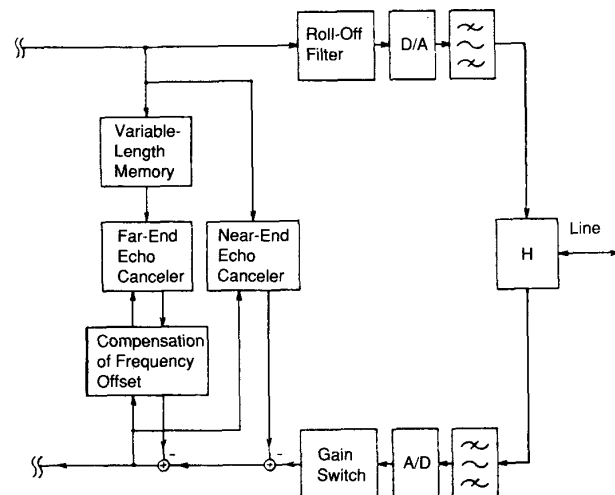 Roll-Off
Filter
D/A
Variable-
Length
Memory
Far-End
Echo
Canceler
Near-End
Echo
Canceler
H
Line
Compensation
of Frequency
Offset
-
-
Gain
Switch
A/D